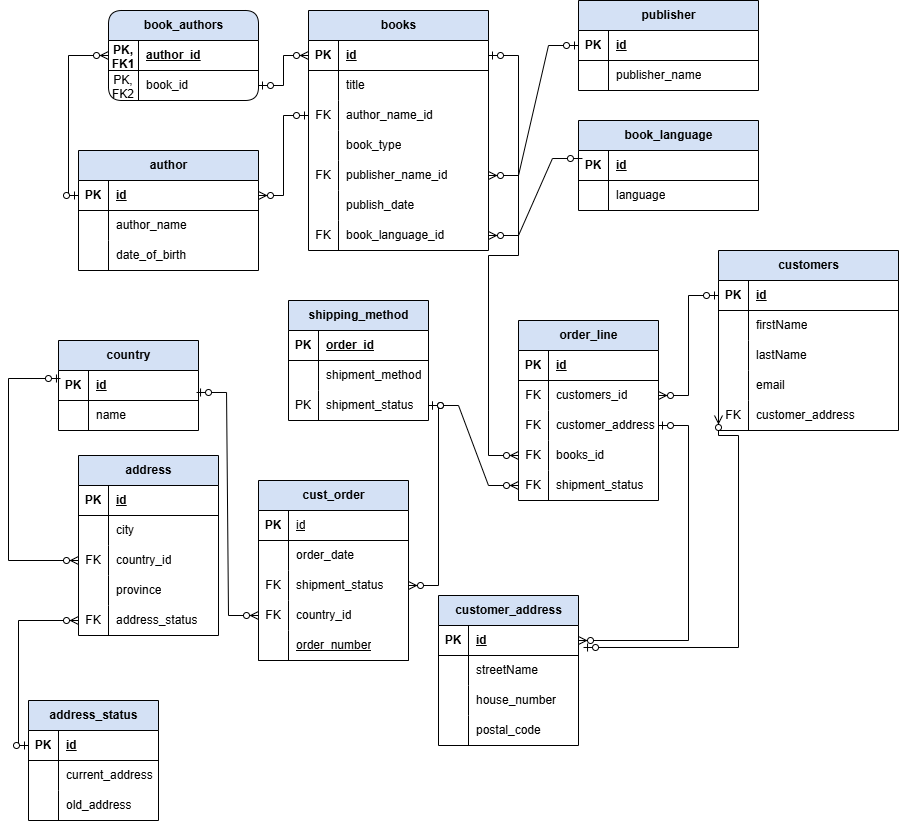 book_authors
PK, FK1 author_id
PK, FK2 book_id
books
PK id
title
FK author_name_id
book_type
FK publisher_name_id
publish_date
FK book_language_id
publisher
PK id
publisher_name
book_language
PK id
language
author
PK id
author_name
date_of_birth
customers
PK id
firstName
lastName
email
FK customer_address
shipping_method
PK order_id
shipment_method
PK shipment_status
order_line
PK id
FK customers_id
FK customer_address
FK books_id
FK shipment_status
country
PK id
name
address
PK id
city
FK country_id
province
FK address_status
cust_order
PK id
order_date
FK shipment_status
FK country_id
order_number
customer_address
PK id
streetName
house_number
postal_code
address_status
PK id
current_address
old_address